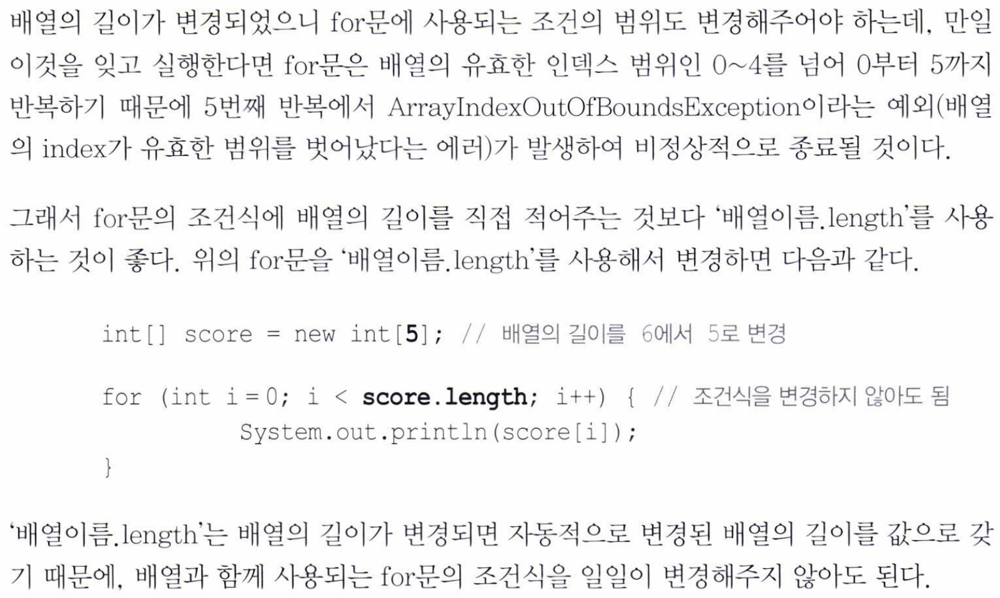 배열의 길이가 변경되었으니 for문에 사용되는 조건의 범위도 변경해주어야 하는데, 만일
이것을 잊고 실행한다면 for문은 배열의 유효한 인덱스 범위인 0~4를 넘어 0부터 5까지
반복하기 때문에 5번째 반복에서 ArrayIndexOutOfBoundsException이라는 예외(배열
의 index가 유효한 범위를 벗어났다는 에러)가 발생하여 비정상적으로 종료될 것이다.
그래서 for문의 조건식에 배열의 길이를 직접 적어주는 것보다 ‘배열이름.length’를 사용
하는 것이 좋다. 위의 for문을 ‘배열이름.length’를 사용해서 변경하면 다음과 같다.
int[] score = new int[5]; // 배열의 길이를 6에서 5로 변경
for (int i=0; i < score.length; i++) { // 조건식을 변경하지 않아도 됨
System.out.println(score[i]);
}
‘배열이름.length’는 배열의 길이가 변경되면 자동적으로 변경된 배열의 길이를 값으로 갖
기 때문에, 배열과 함께 사용되는 for문의 조건식을 일일이 변경해주지 않아도 된다.